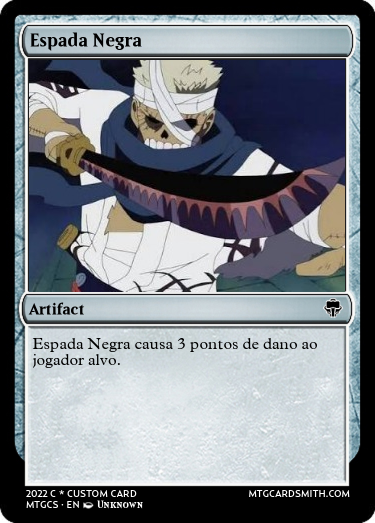 Espada Negra
Artifact
Espada Negra causa 3 pontos de dano ao
jogador alvo.
2022 C * CUSTOM CARD
MTGCARDSMITH.COM
MTGCS · EN UNKNOWN